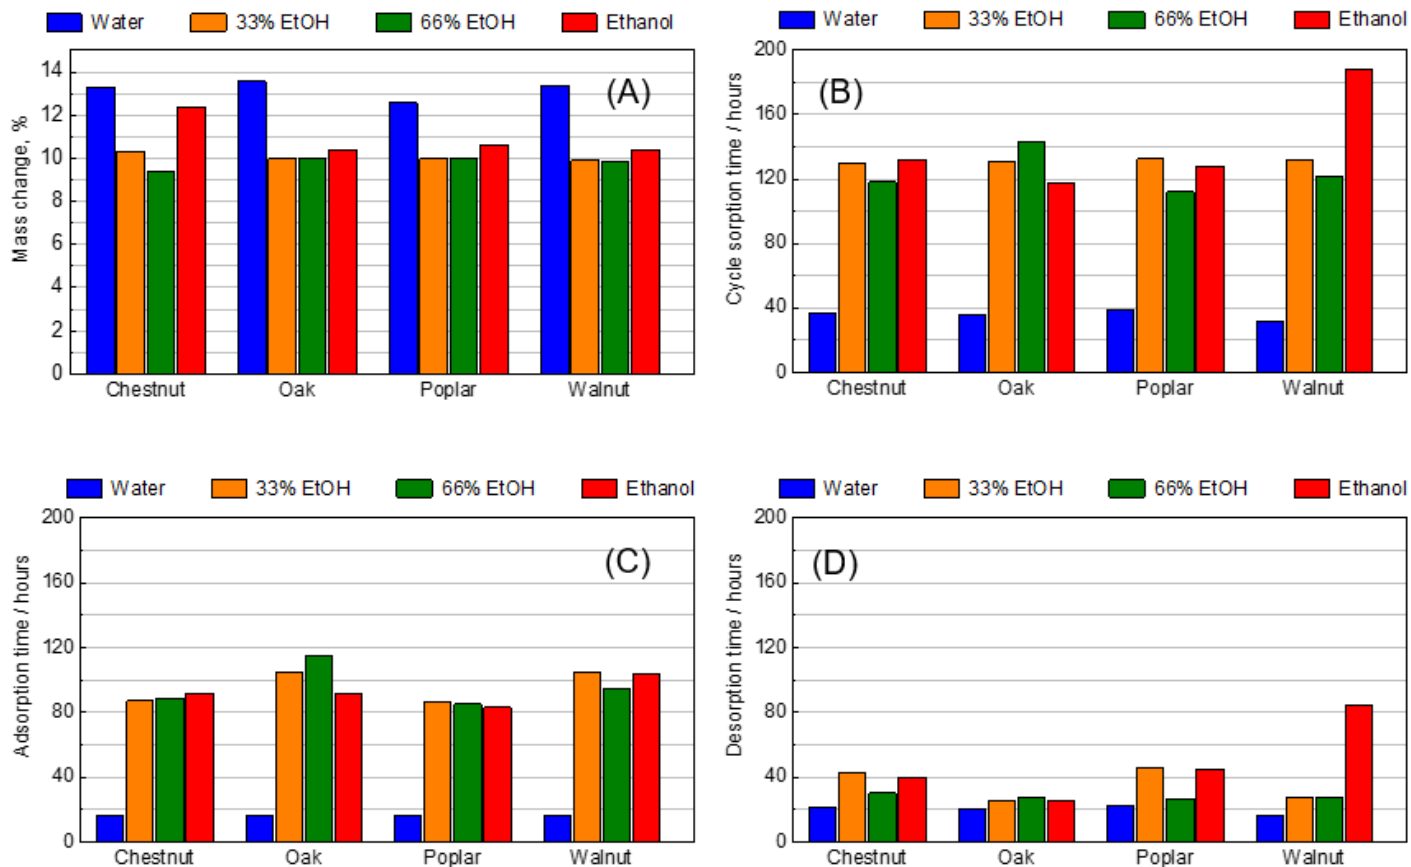 Water 33% EtOH 66% EtOH Ethanol
(A)
Mass change, %
14
12
10
8
6
4
2
0
Chestnut Oak Poplar Walnut
Water 33% EtOH 66% EtOH Ethanol
(B)
Cycle sorption time / hours
200
160
120
80
40
0
Chestnut Oak Poplar Walnut
Water 33% EtOH 66% EtOH Ethanol
(C)
Adsorption time / hours
200
160
120
80
40
0
Chestnut Oak Poplar Walnut
Water 33% EtOH 66% EtOH Ethanol
(D)
Desorption time / hours
200
160
120
80
40
0
Chestnut Oak Poplar Walnut